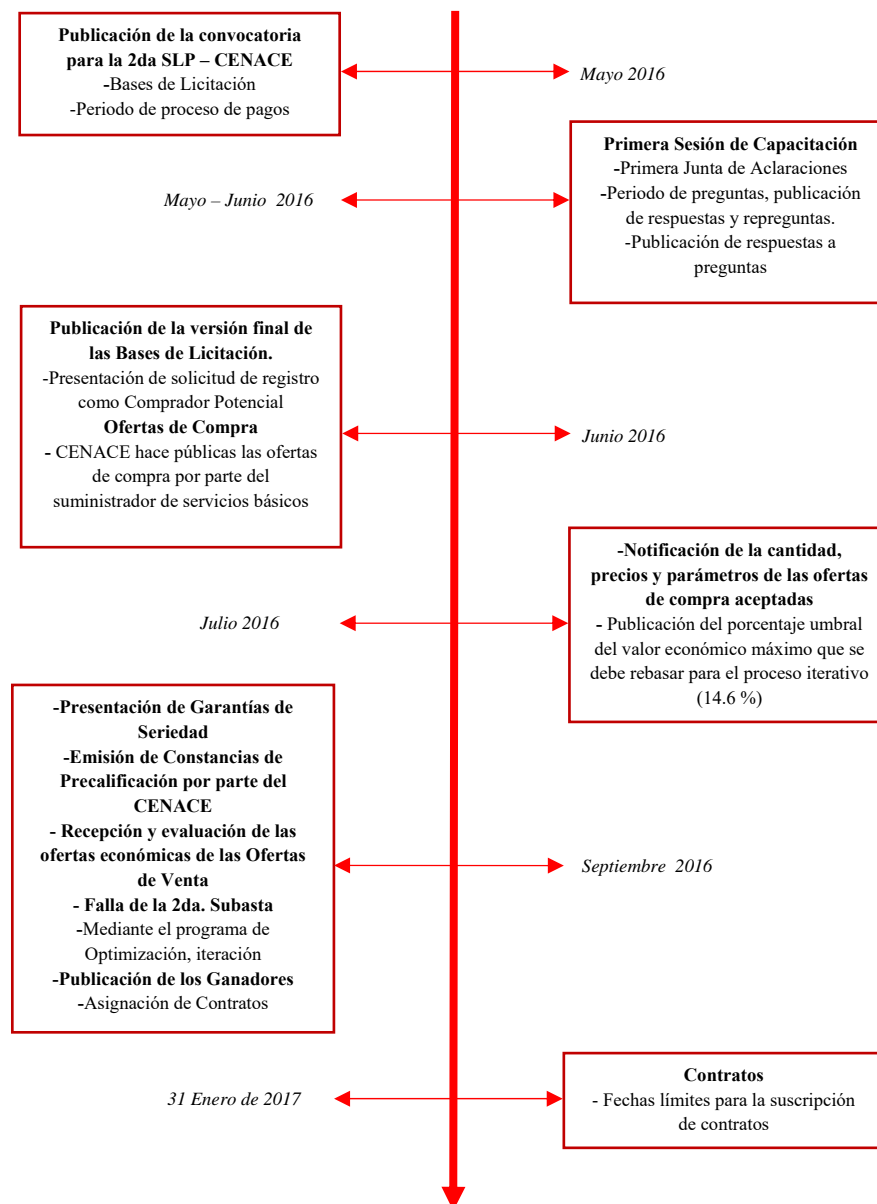 Publicación de la convocatoria
para la 2da SLP – CENACE
-Bases de Licitación
-Periodo de proceso de pagos
Mayo 2016
Primera Sesión de Capacitación
-Primera Junta de Aclaraciones
-Periodo de preguntas, publicación
de respuestas y repreguntas.
-Publicación de respuestas a
preguntas
Mayo – Junio 2016
Publicación de la versión final de
las Bases de Licitación.
-Presentación de solicitud de registro
como Comprador Potencial
Ofertas de Compra
- CENACE hace públicas las ofertas
de compra por parte del
suministrador de servicios básicos
Junio 2016
-Notificación de la cantidad,
precios y parámetros de las ofertas
de compra aceptadas
- Publicación del porcentaje umbral
del valor económico máximo que se
debe rebasar para el proceso iterativo
(14.6 %)
Julio 2016
-Presentación de Garantías de
Seriedad
-Emisión de Constancias de
Precalificación por parte del
CENACE
- Recepción y evaluación de las
ofertas económicas de las Ofertas
de Venta
- Falla de la 2da. Subasta
-Mediante el programa de
Optimización, iteración
-Publicación de los Ganadores
-Asignación de Contratos
Septiembre 2016
Contratos
- Fechas límites para la suscripción
de contratos
31 Enero de 2017